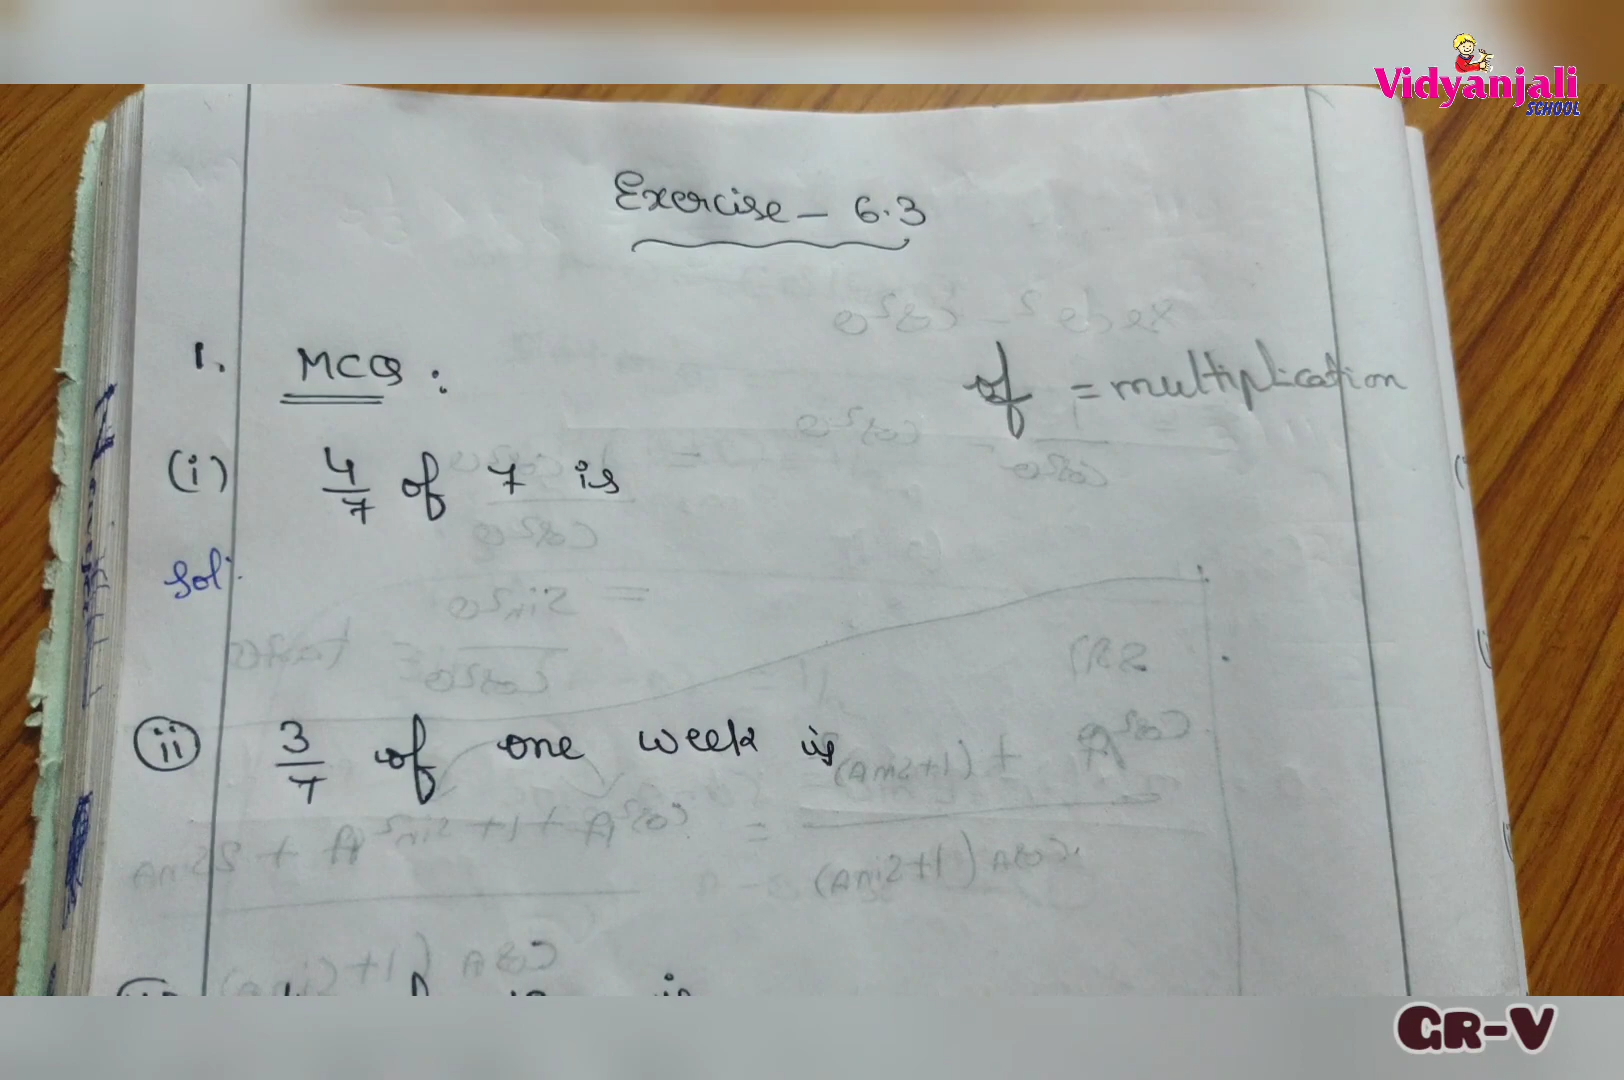 Vidyanjali
SCHOOL
Exercise - 6.3
1. MCQ :
of = multiplication
(i) 4/7 of 7 is
Sol:
(ii) 3/7 of one week is
GR-V